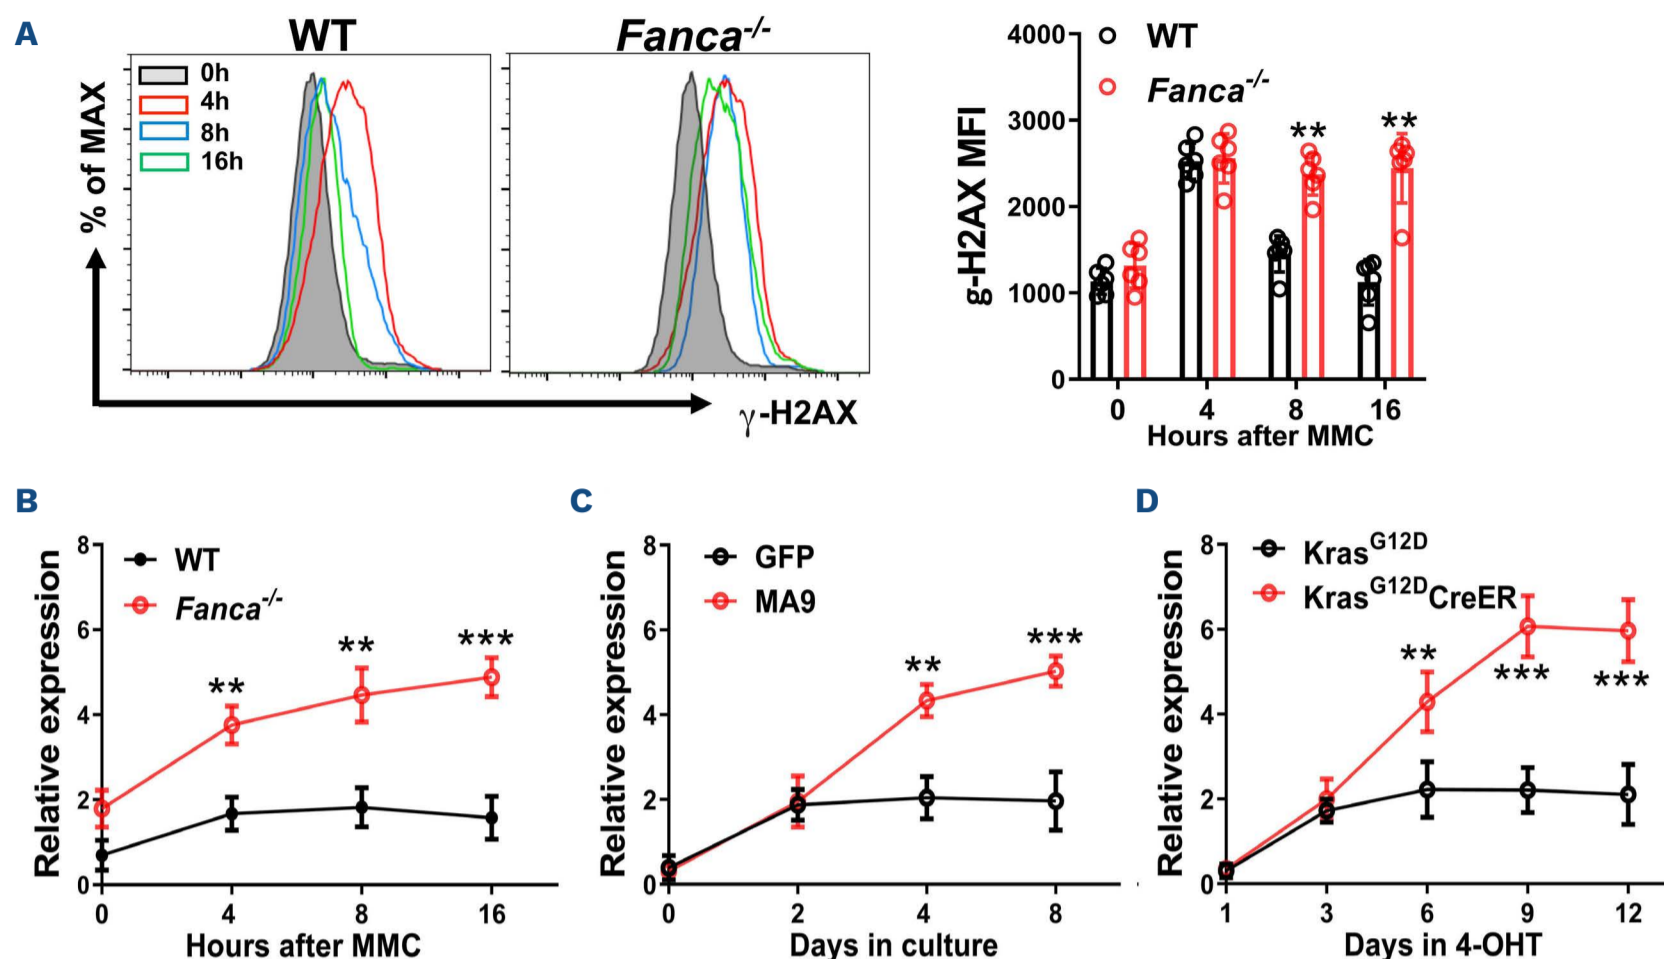 A
WT
Fanca-/-
0h
4h
8h
16h
% of MAX
γ-H2AX
WT
Fanca-/-
g-H2AX MFI
4000
3000
2000
1000
0
**
**
0 4 8 16
Hours after MMC
B
Relative expression
8
6
4
2
0
WT
Fanca-/-
**
**
***
0 4 8 16
Hours after MMC
C
Relative expression
8
6
4
2
0
GFP
MA9
**
***
0 2 4 8
Days in culture
D
Relative expression
8
6
4
2
0
KrasG12D
KrasG12DCreER
**
***
***
1 3 6 9 12
Days in 4-OHT